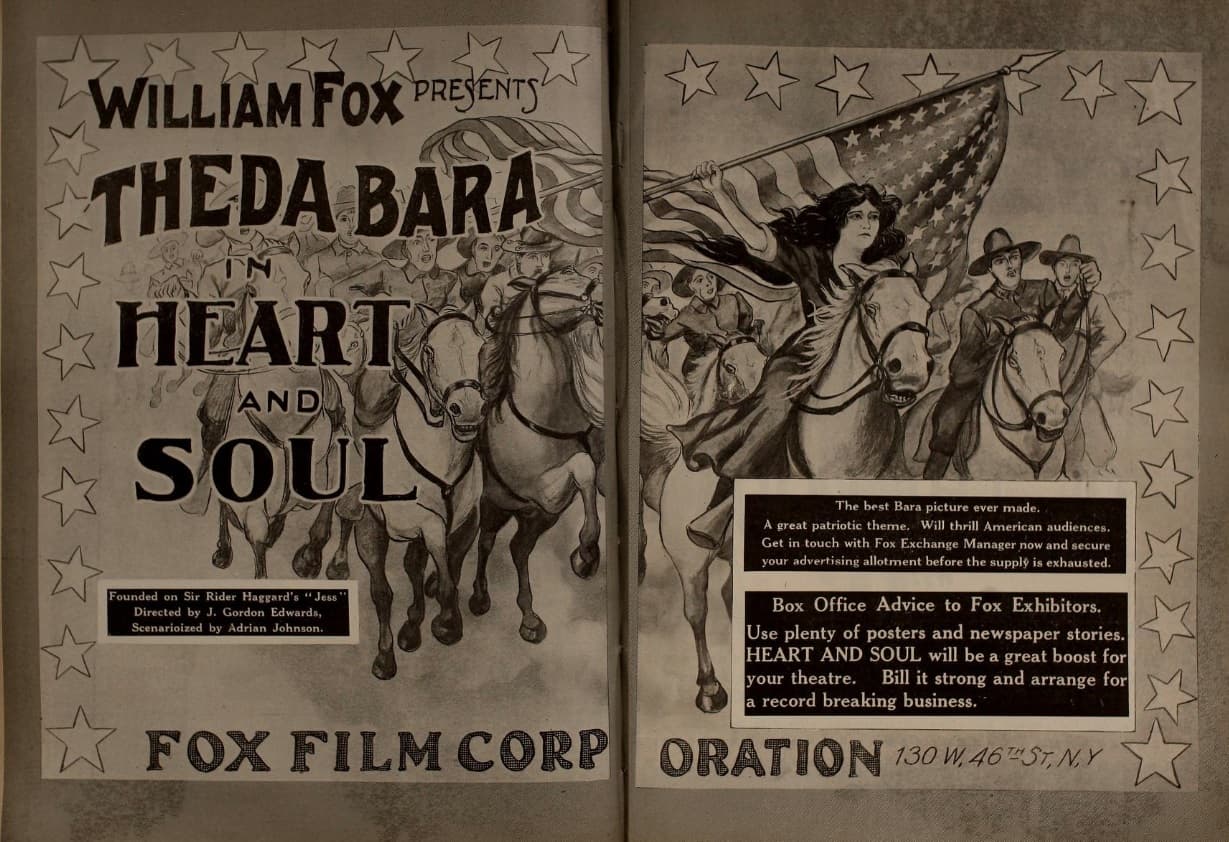 WILLIAM FOX PRESENTS
THEDA BARA
IN
HEART
AND
SOUL
Founded on Sir Rider Haggard's "Jess"
Directed by J. Gordon Edwards,
Scenarioized by Adrian Johnson.
The best Bara picture ever made.
A great patriotic theme. Will thrill American audiences.
Get in touch with Fox Exchange Manager now and secure
your advertising allotment before the supply is exhausted.
Box Office Advice to Fox Exhibitors.
Use plenty of posters and newspaper stories.
HEART AND SOUL will be a great boost for
your theatre. Bill it strong and arrange for
a record breaking business.
FOX FILM CORPORATION 130 W. 46TH ST, N.Y